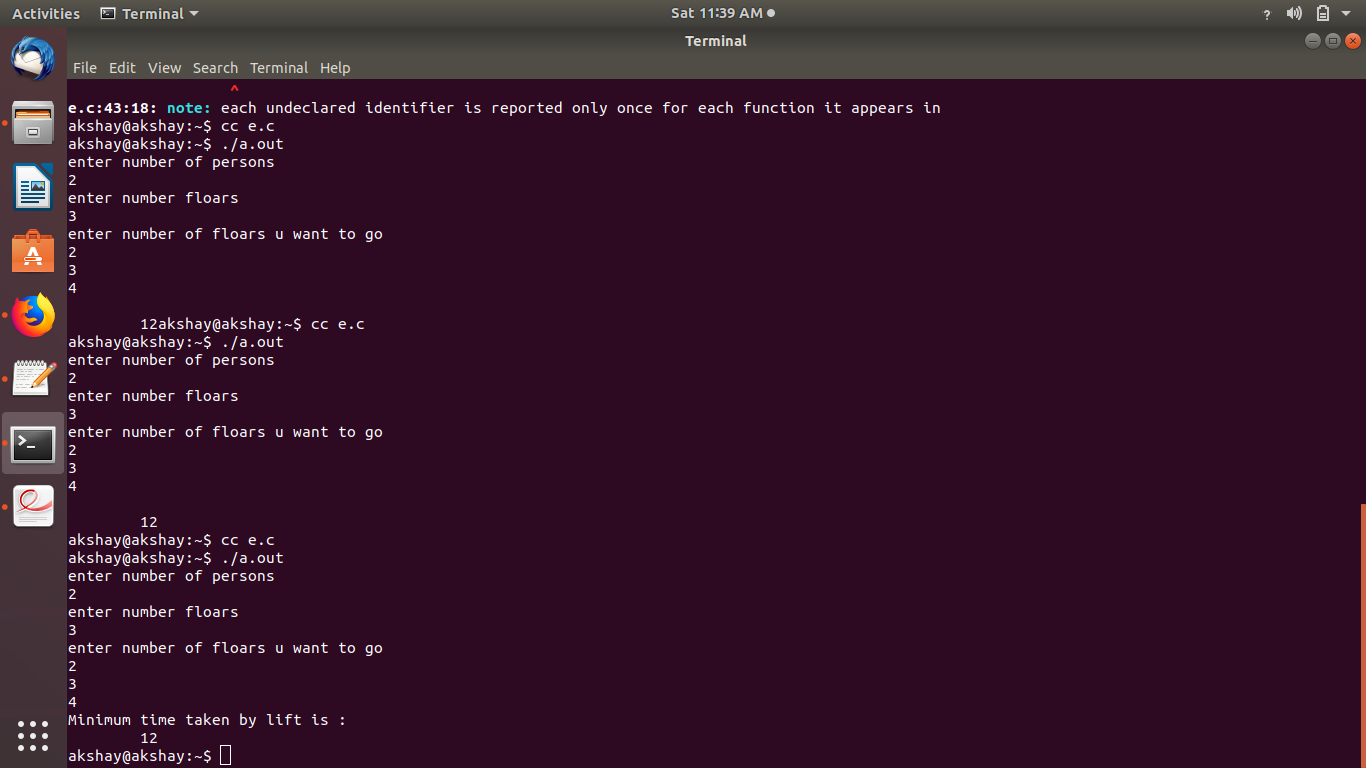 Activities Terminal Sat 11:39 AM ?
Terminal
File Edit View Search Terminal Help
^
e.c:43:18: note: each undeclared identifier is reported only once for each function it appears in
akshay@akshay:~$ cc e.c
akshay@akshay:~$ ./a.out
enter number of persons
2
enter number floars
3
enter number of floars u want to go
2
3
4
12akshay@akshay:~$ cc e.c
akshay@akshay:~$ ./a.out
enter number of persons
2
enter number floars
3
enter number of floars u want to go
2
3
4
12
akshay@akshay:~$ cc e.c
akshay@akshay:~$ ./a.out
enter number of persons
2
enter number floars
3
enter number of floars u want to go
2
3
4
Minimum time taken by lift is :
12
akshay@akshay:~$